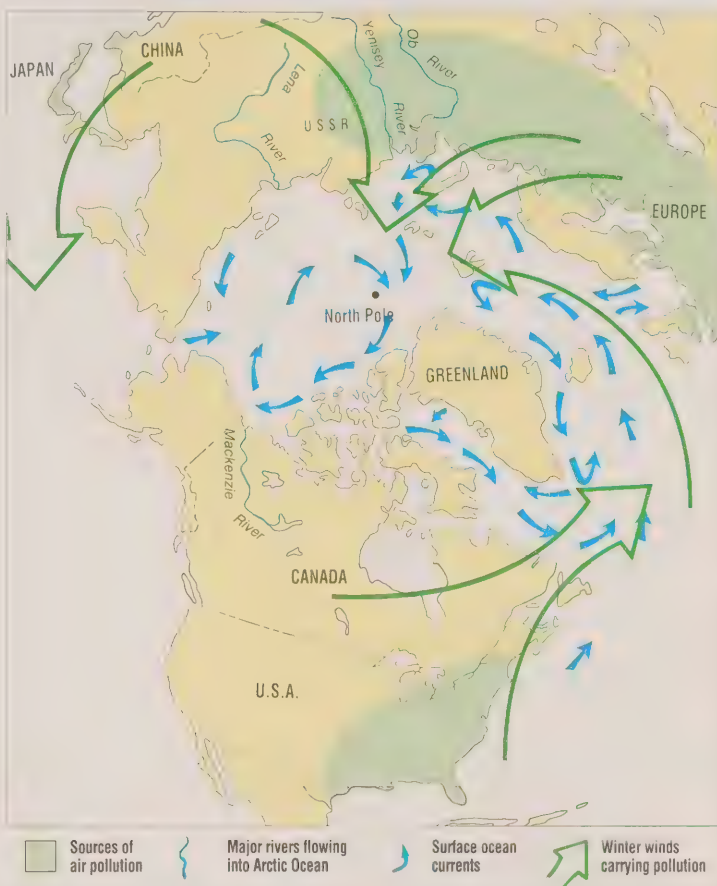 JAPAN
CHINA
Lena
River
Yenisey
River
Ob
River
USSR
EUROPE
North Pole
GREENLAND
Mackenzie
River
CANADA
U.S.A.
Sources of
air pollution
Major rivers flowing
into Arctic Ocean
Surface ocean
currents
Winter winds
carrying pollution